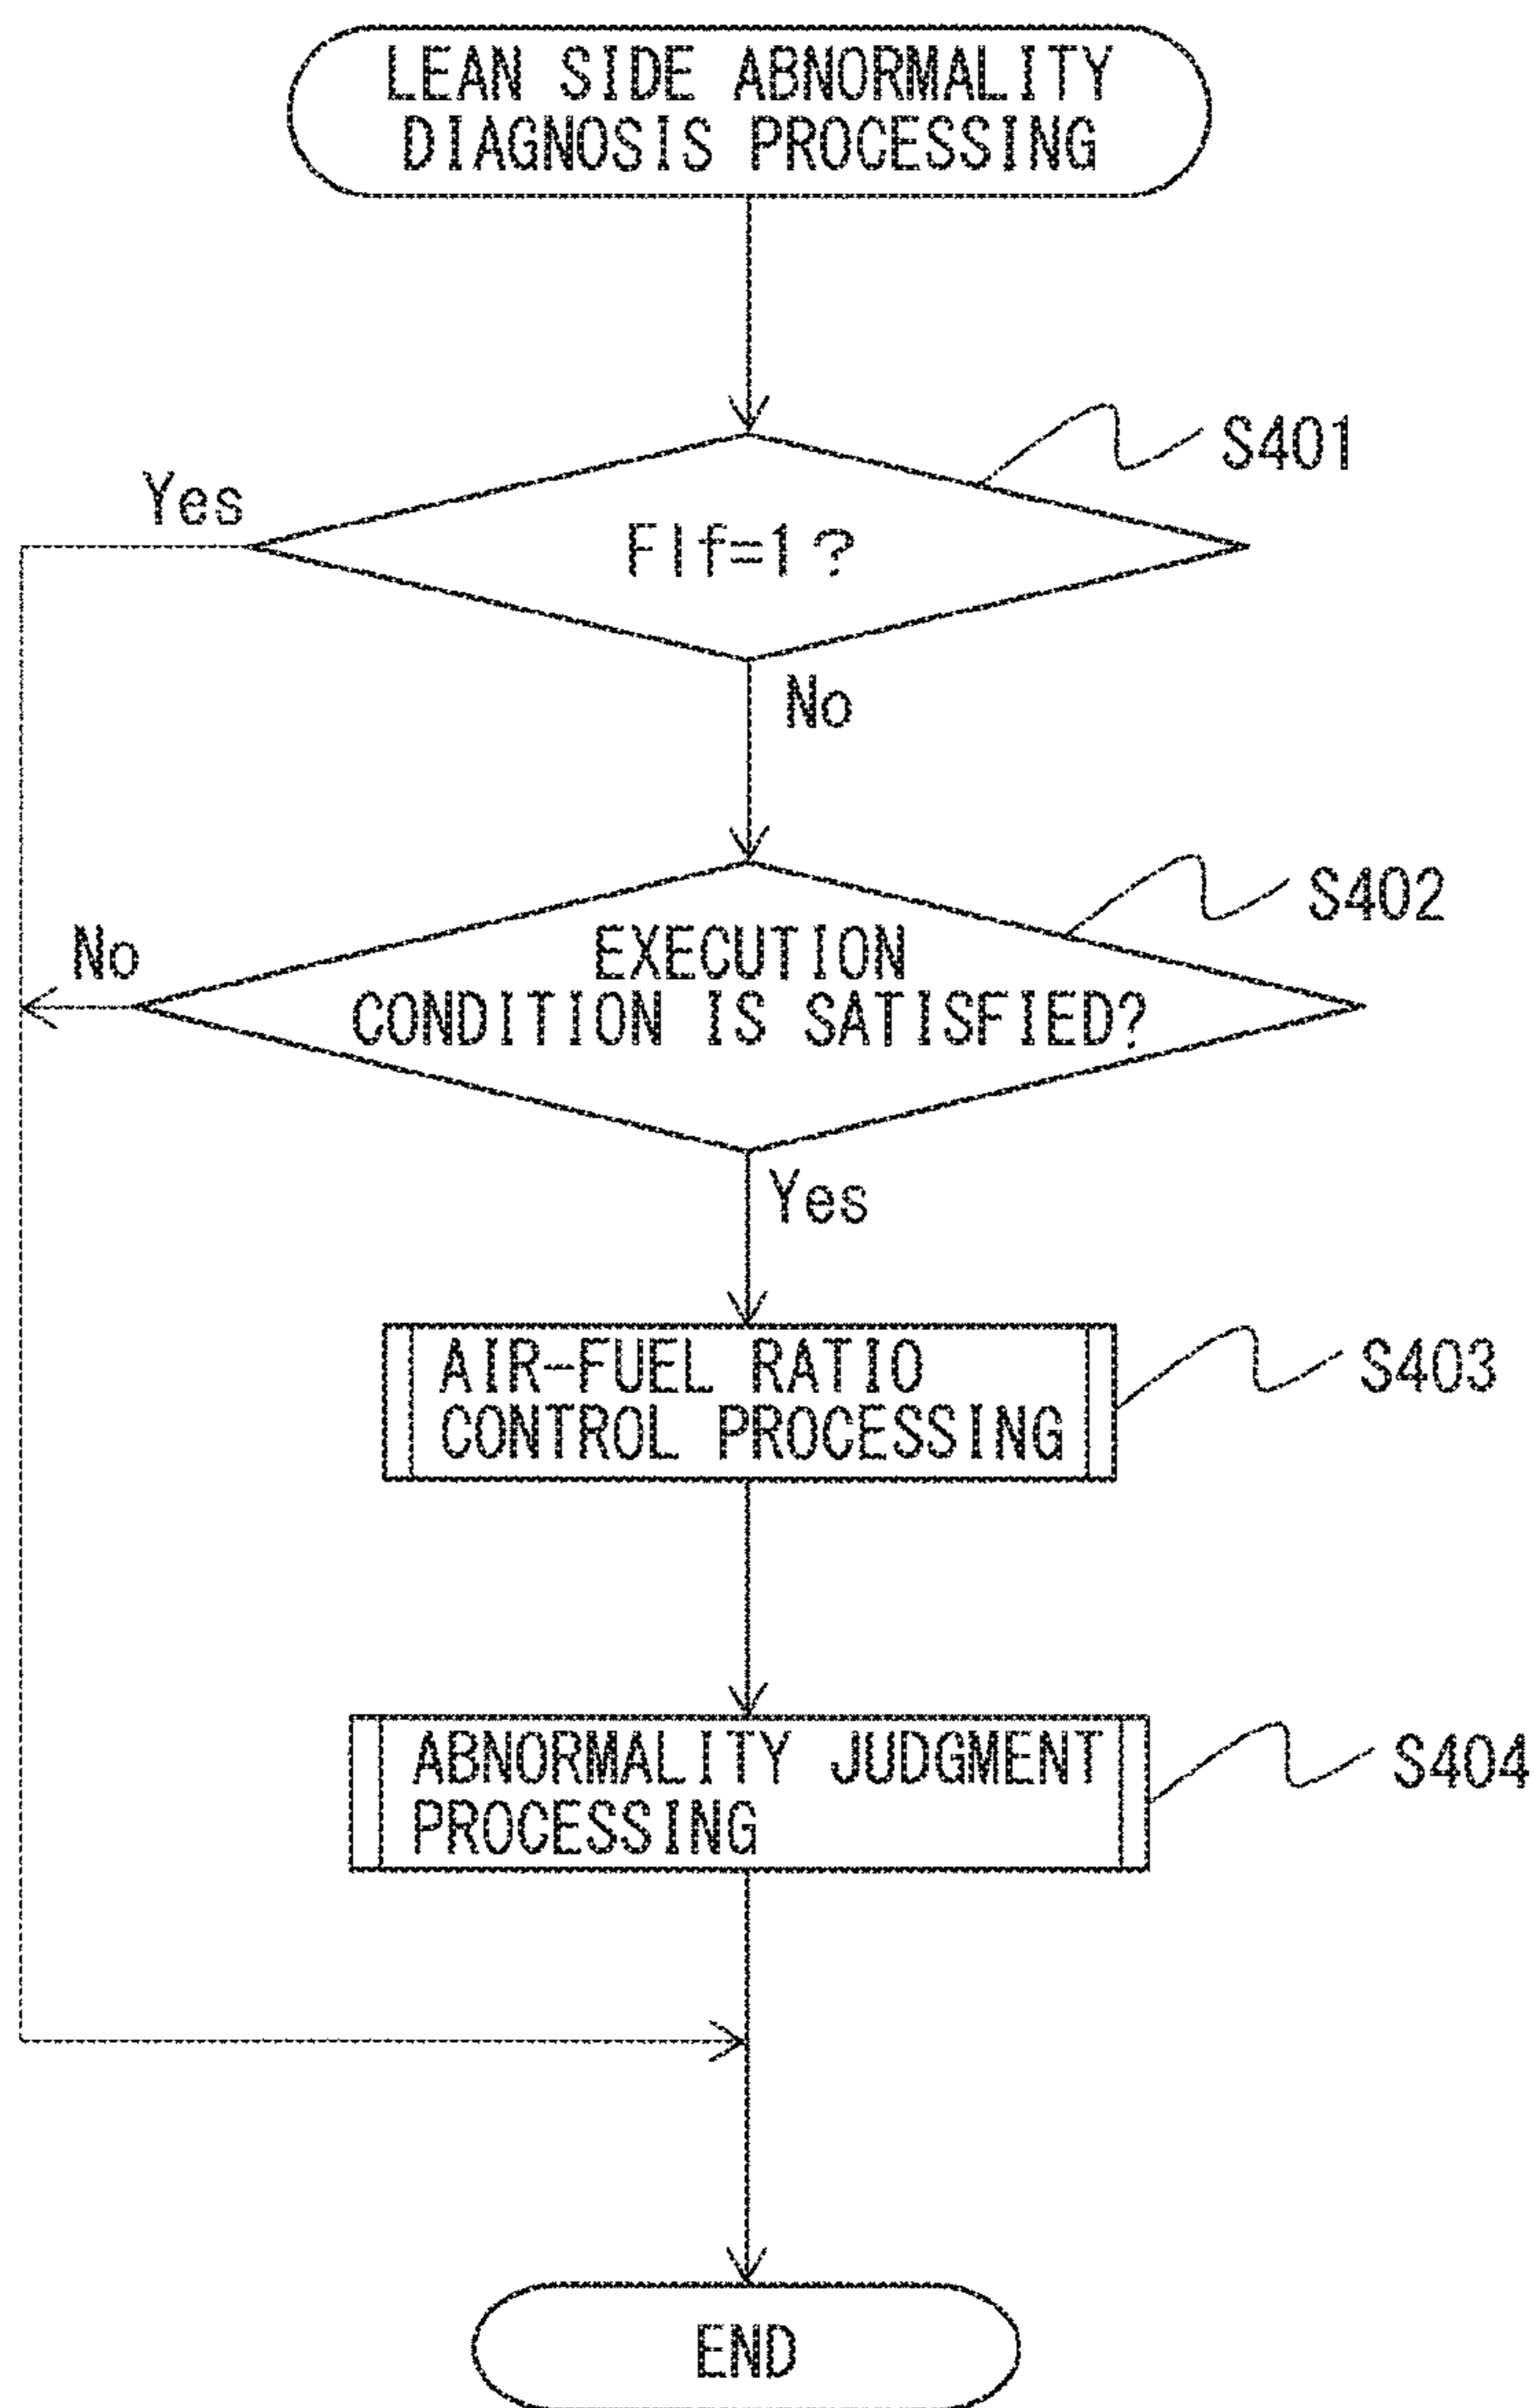 LEAN SIDE ABNORMALITY
DIAGNOSIS PROCESSING
S401
Yes
Flf=1?
No
S402
No
EXECUTION
CONDITION IS SATISFIED?
Yes
AIR-FUEL RATIO
CONTROL PROCESSING
S403
ABNORMALITY JUDGMENT
PROCESSING
S404
END